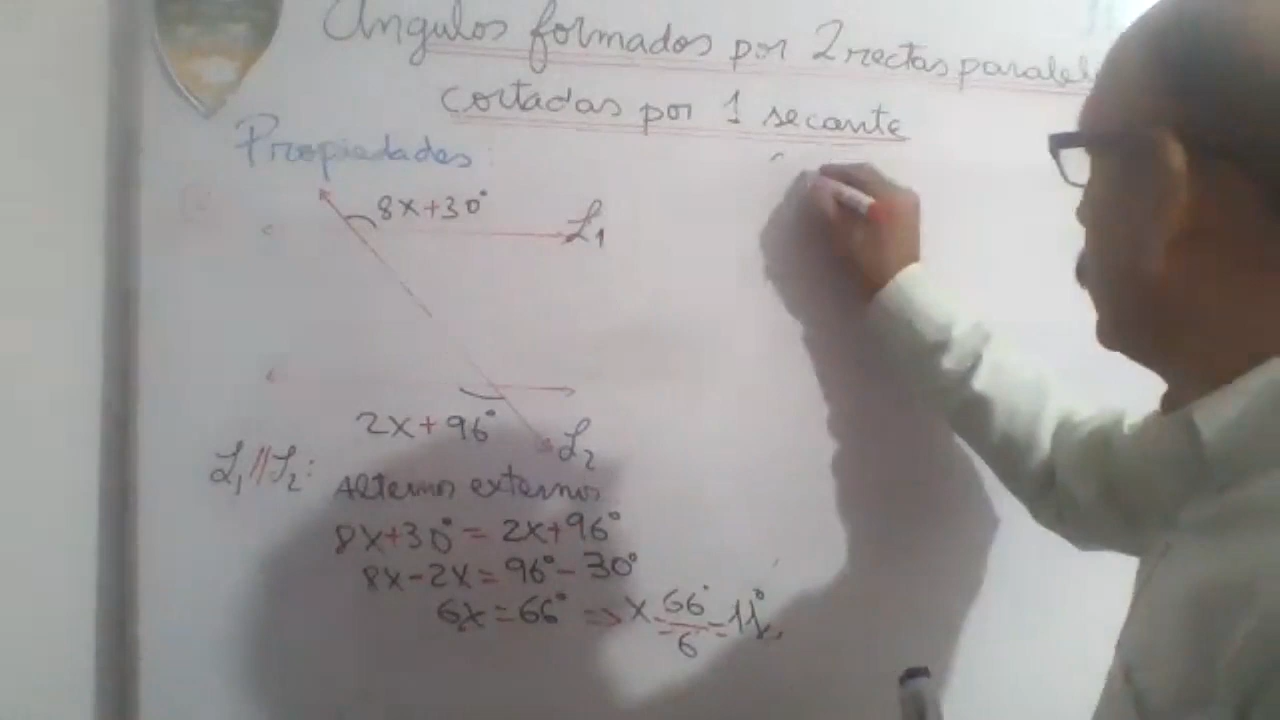 Angulos formados por 2 rectas paralel
cortadas por 1 secante
Propiedades:
8x+30°
L1
2x+96°
L2
L1//L2: Alternos externos
8x+30°= 2x+96°
8x-2x= 96°-30°
6x=66° => x=66°/6=11°